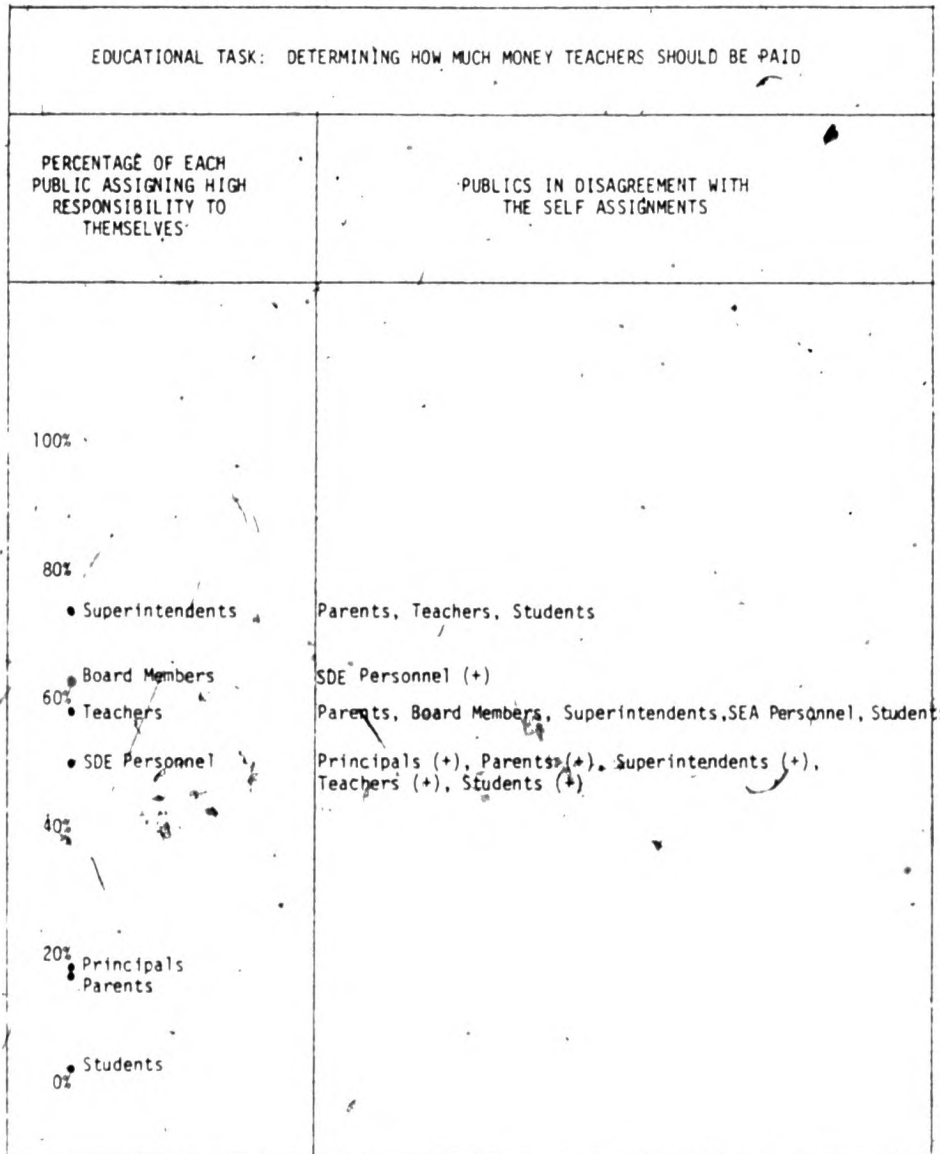 EDUCATIONAL TASK: DETERMINING HOW MUCH MONEY TEACHERS SHOULD BE PAID
PERCENTAGE OF EACH
PUBLIC ASSIGNING HIGH
RESPONSIBILITY TO
THEMSELVES
PUBLICS IN DISAGREEMENT WITH
THE SELF ASSIGNMENTS
100%
80%
Superintendents Parents, Teachers, Students
Board Members SDE Personnel (+)
60%
Teachers Parents, Board Members, Superintendents,SEA Personnel, Student
SDE Personnel Principals (+), Parents (+), Superintendents (+),
Teachers (+), Students (+)
40%
20%
Principals
Parents
Students
0%